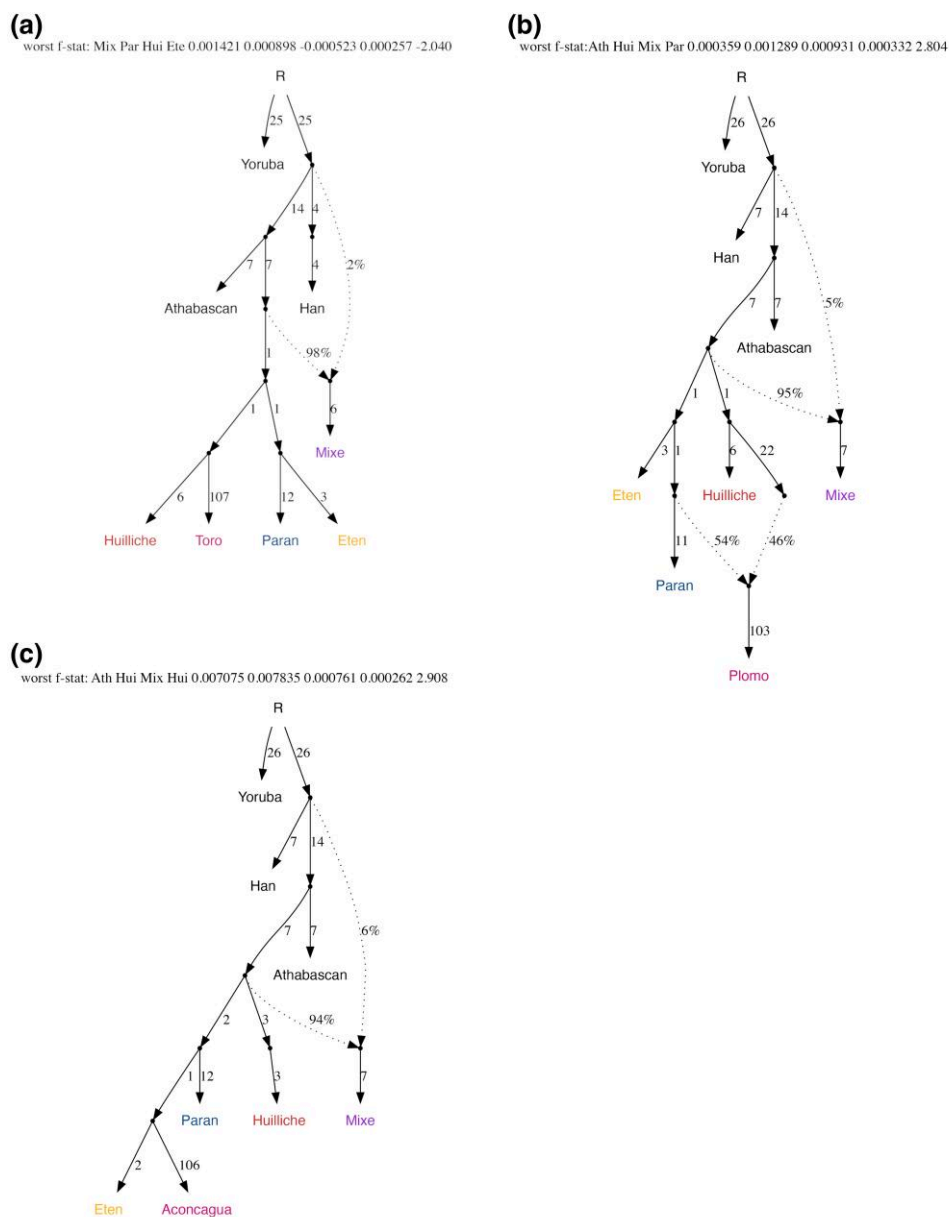 (a)
worst f-stat: Mix Par Hui Ete 0.001421 0.000898 -0.000523 0.000257 -2.040
R
25 25
Yoruba
14 4
7 7 4 2%
Athabascan Han
1 98%
1 1 6
Mixe
6 107 12 3
Huilliche Toro Paran Eten
(b)
worst f-stat:Ath Hui Mix Par 0.000359 0.001289 0.000931 0.000332 2.804
R
26 26
Yoruba
7 14
Han
7 7 5%
Athabascan
1 1 95%
3 1 6 22 7
Eten Huilliche Mixe
11 54% 46%
Paran
103
Plomo
(c)
worst f-stat: Ath Hui Mix Hui 0.007075 0.007835 0.000761 0.000262 2.908
R
26 26
Yoruba
7 14
Han
7 7 6%
Athabascan
2 3 94%
1 12 3 7
Paran Huilliche Mixe
2 106
Eten Aconcagua